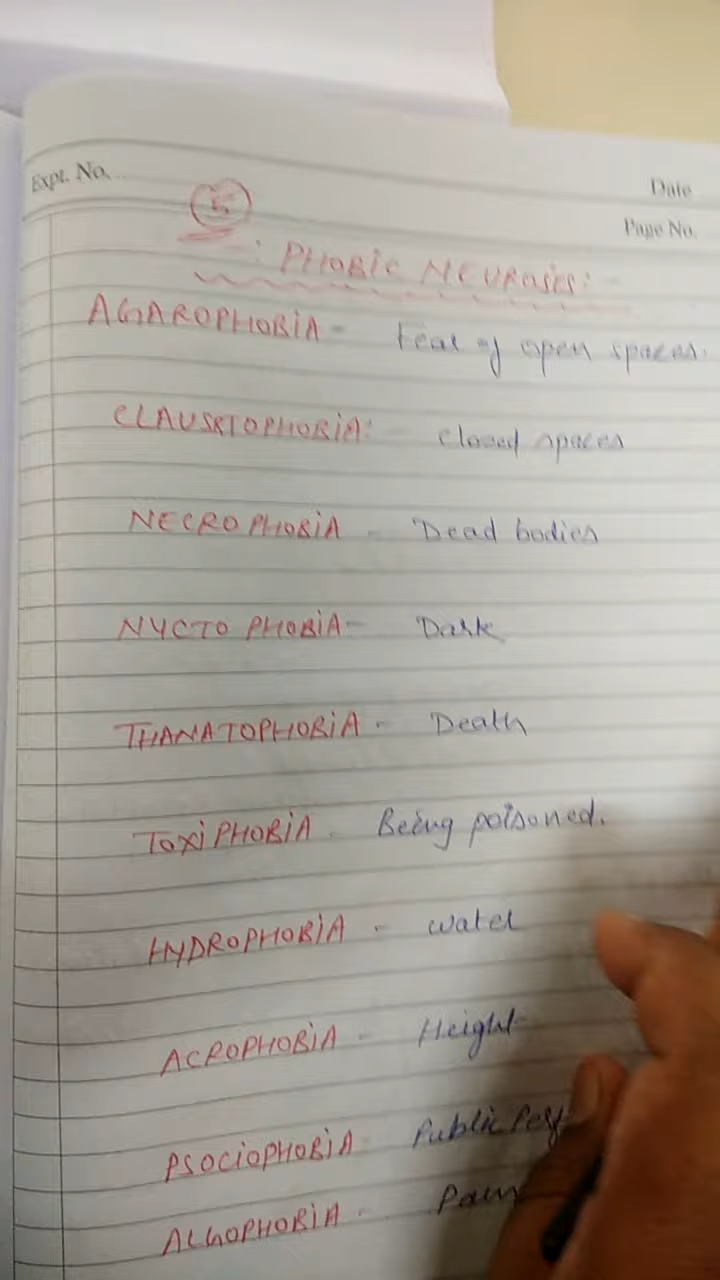 Expt. No.
Date
Page No.
5
: PHOBIC NEUROSIS: -
AGAROPHOBIA - Fear of open spaces.
CLAUSRTOPHOBIA: - Closed spaces
NECROPHOBIA - Dead bodies
NYCTO PHOBIA - Dark
THANATOPHOBIA - Death
TOXIPHOBIA - Being poisoned.
HYDROPHOBIA - Water
ACROPHOBIA - Height
PSOCIOPHOBIA - Public
ALGOPHOBIA - Pain